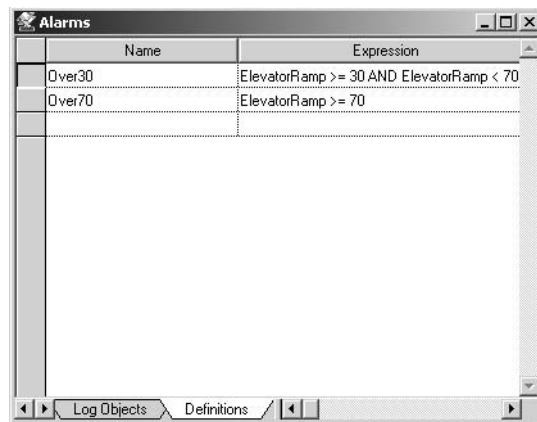 Alarms
Name Expression
Over30 ElevatorRamp >= 30 AND ElevatorRamp < 70
Over70 ElevatorRamp >= 70
Log Objects Definitions